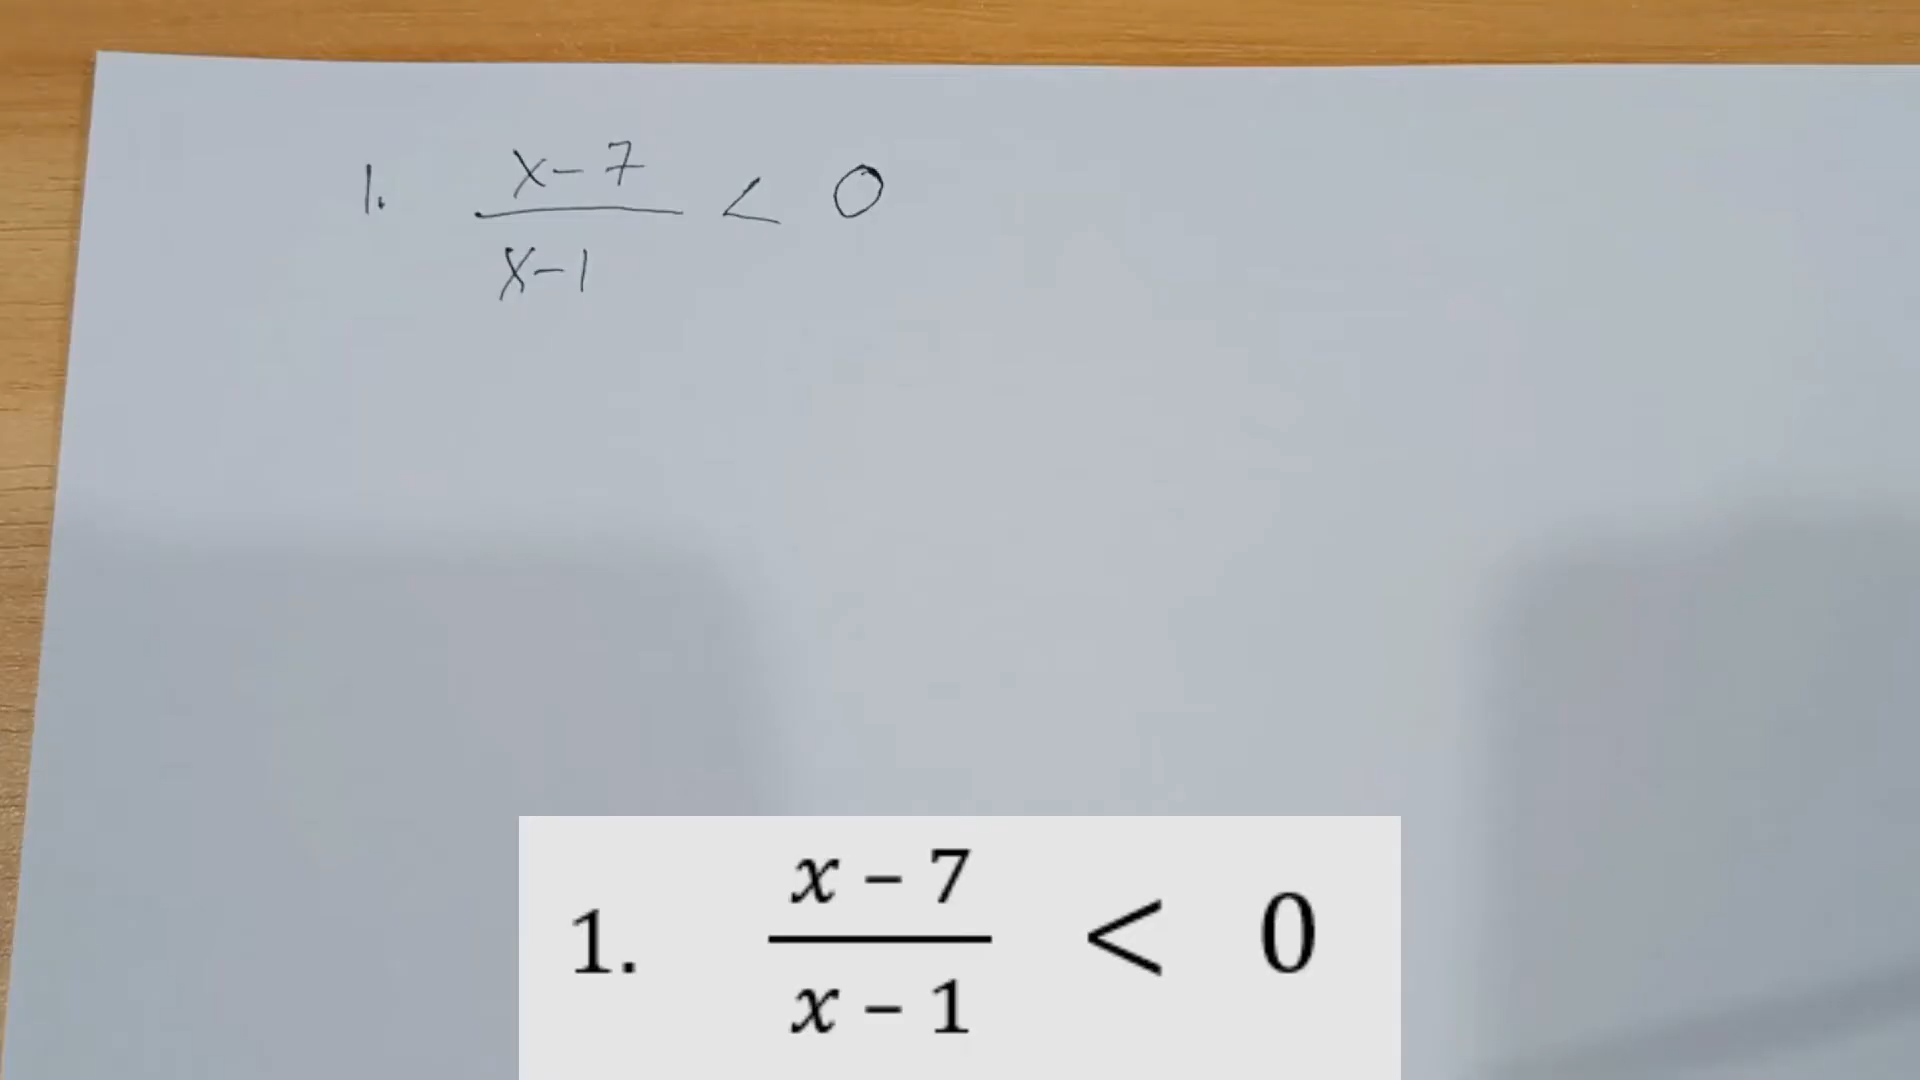 1. x-7
x-1 < 0
1. x – 7
x – 1 < 0